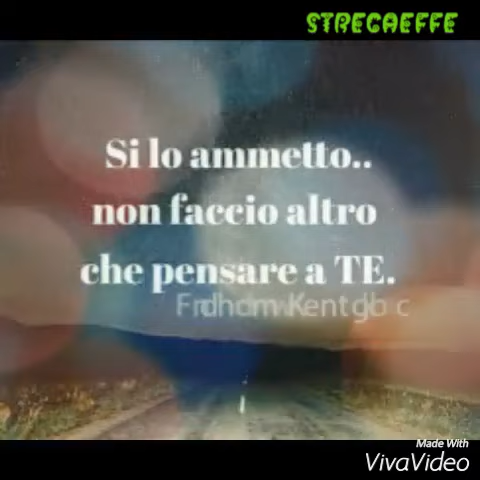 STREGAEFFE
Si lo ammetto..
non faccio altro
che pensare a TE.
Made With
VivaVideo